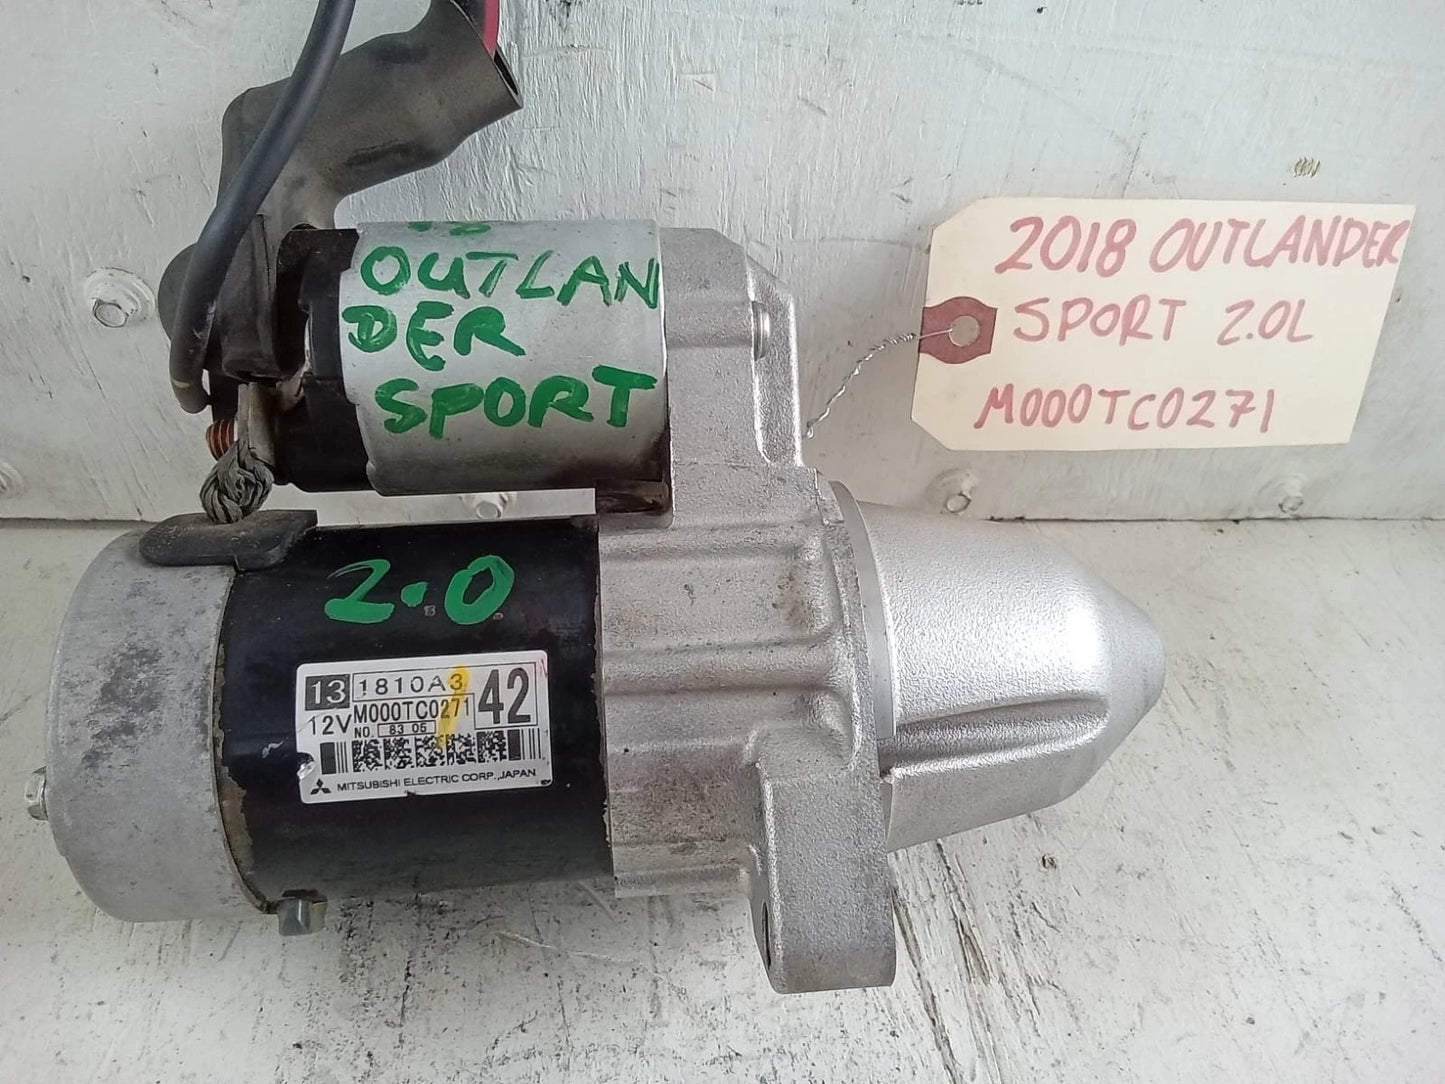 OUTLAN
DER
SPORT
2.0
13 1810A3 42
12V M000TC0271
NO. 83 05
MITSUBISHI ELECTRIC CORP., JAPAN
2018 OUTLANDER
SPORT 2.0L
M000TC0271